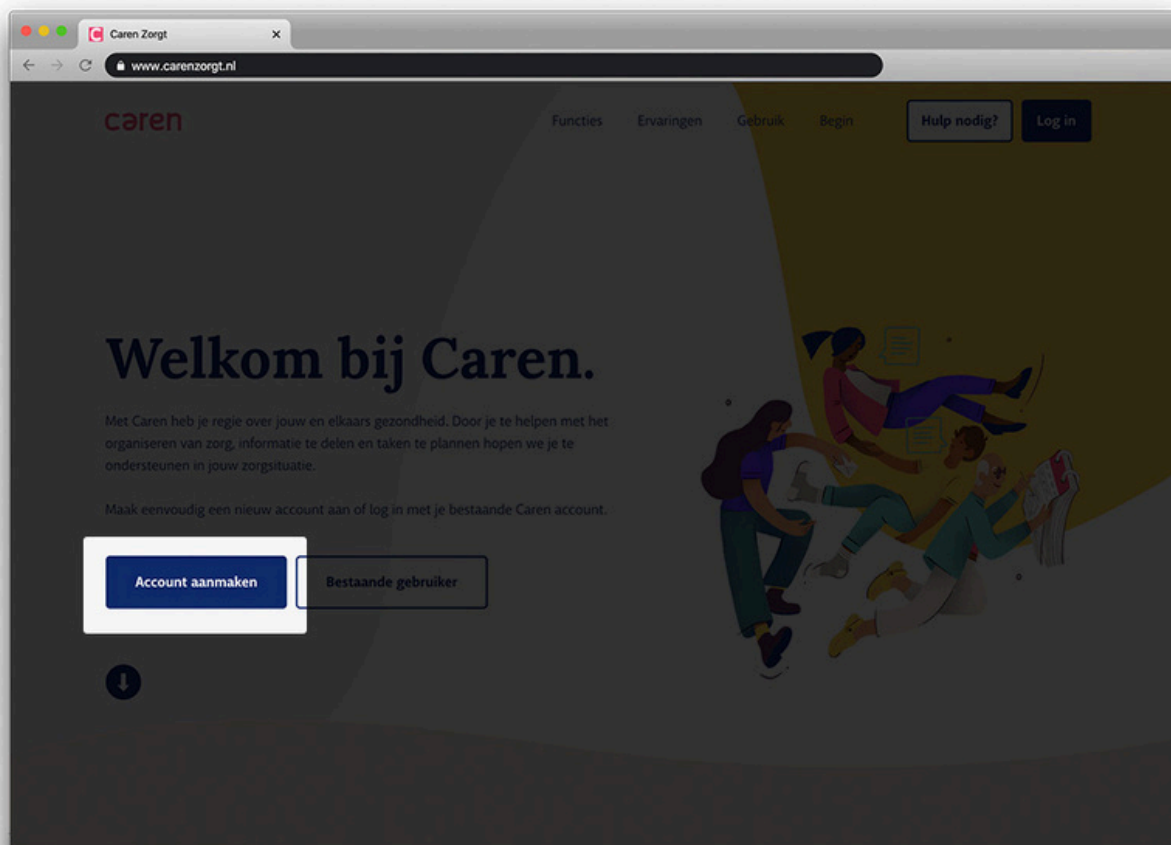 Caren Zorgt
www.carenzorgt.nl
caren
Functies Ervaringen Gebruik Begin Hulp nodig? Log in
Welkom bij Caren.
Met Caren heb je regie over jouw en elkaars gezondheid. Door je te helpen met het
organiseren van zorg, informatie te delen en taken te plannen hopen we je te
ondersteunen in jouw zorgsituatie.
Maak eenvoudig een nieuw account aan of log in met je bestaande Caren account.
Account aanmaken Bestaande gebruiker